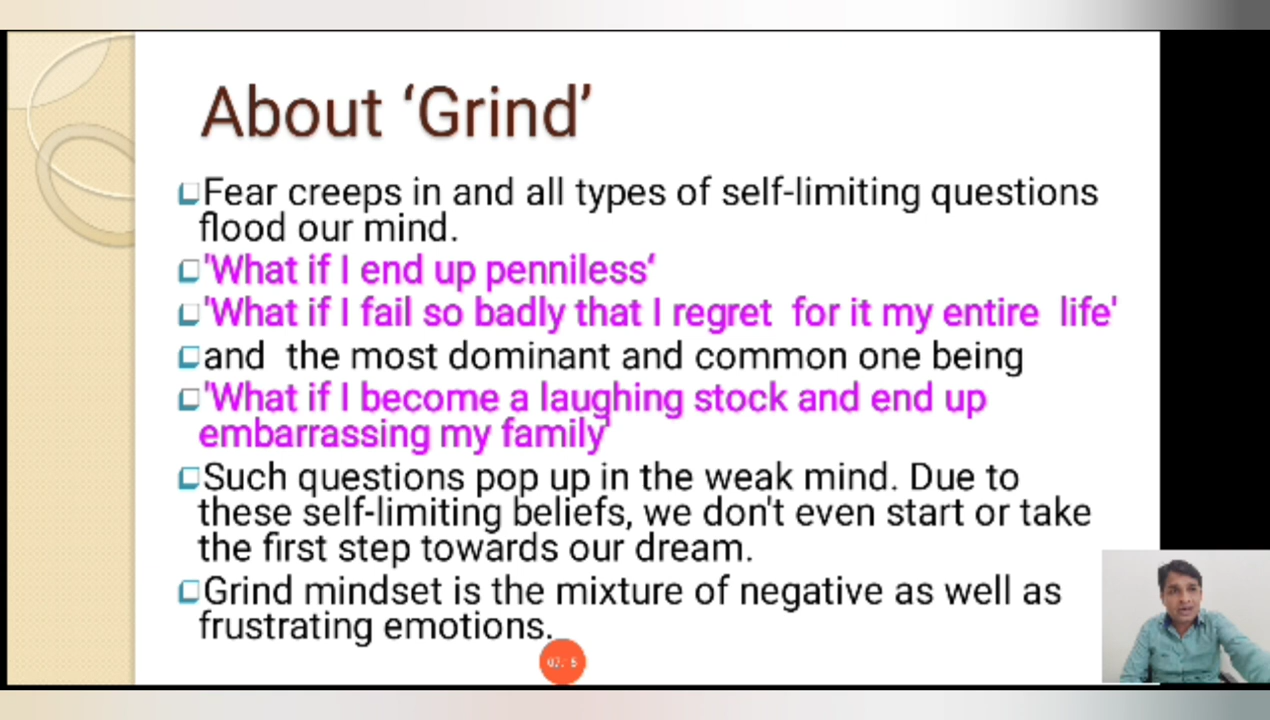 About ‘Grind’
Fear creeps in and all types of self-limiting questions
flood our mind.
'What if I end up penniless‘
'What if I fail so badly that I regret  for it my entire  life'
and  the most dominant and common one being
'What if I become a laughing stock and end up
embarrassing my family'
Such questions pop up in the weak mind. Due to
these self-limiting beliefs, we don't even start or take
the first step towards our dream.
Grind mindset is the mixture of negative as well as
frustrating emotions.